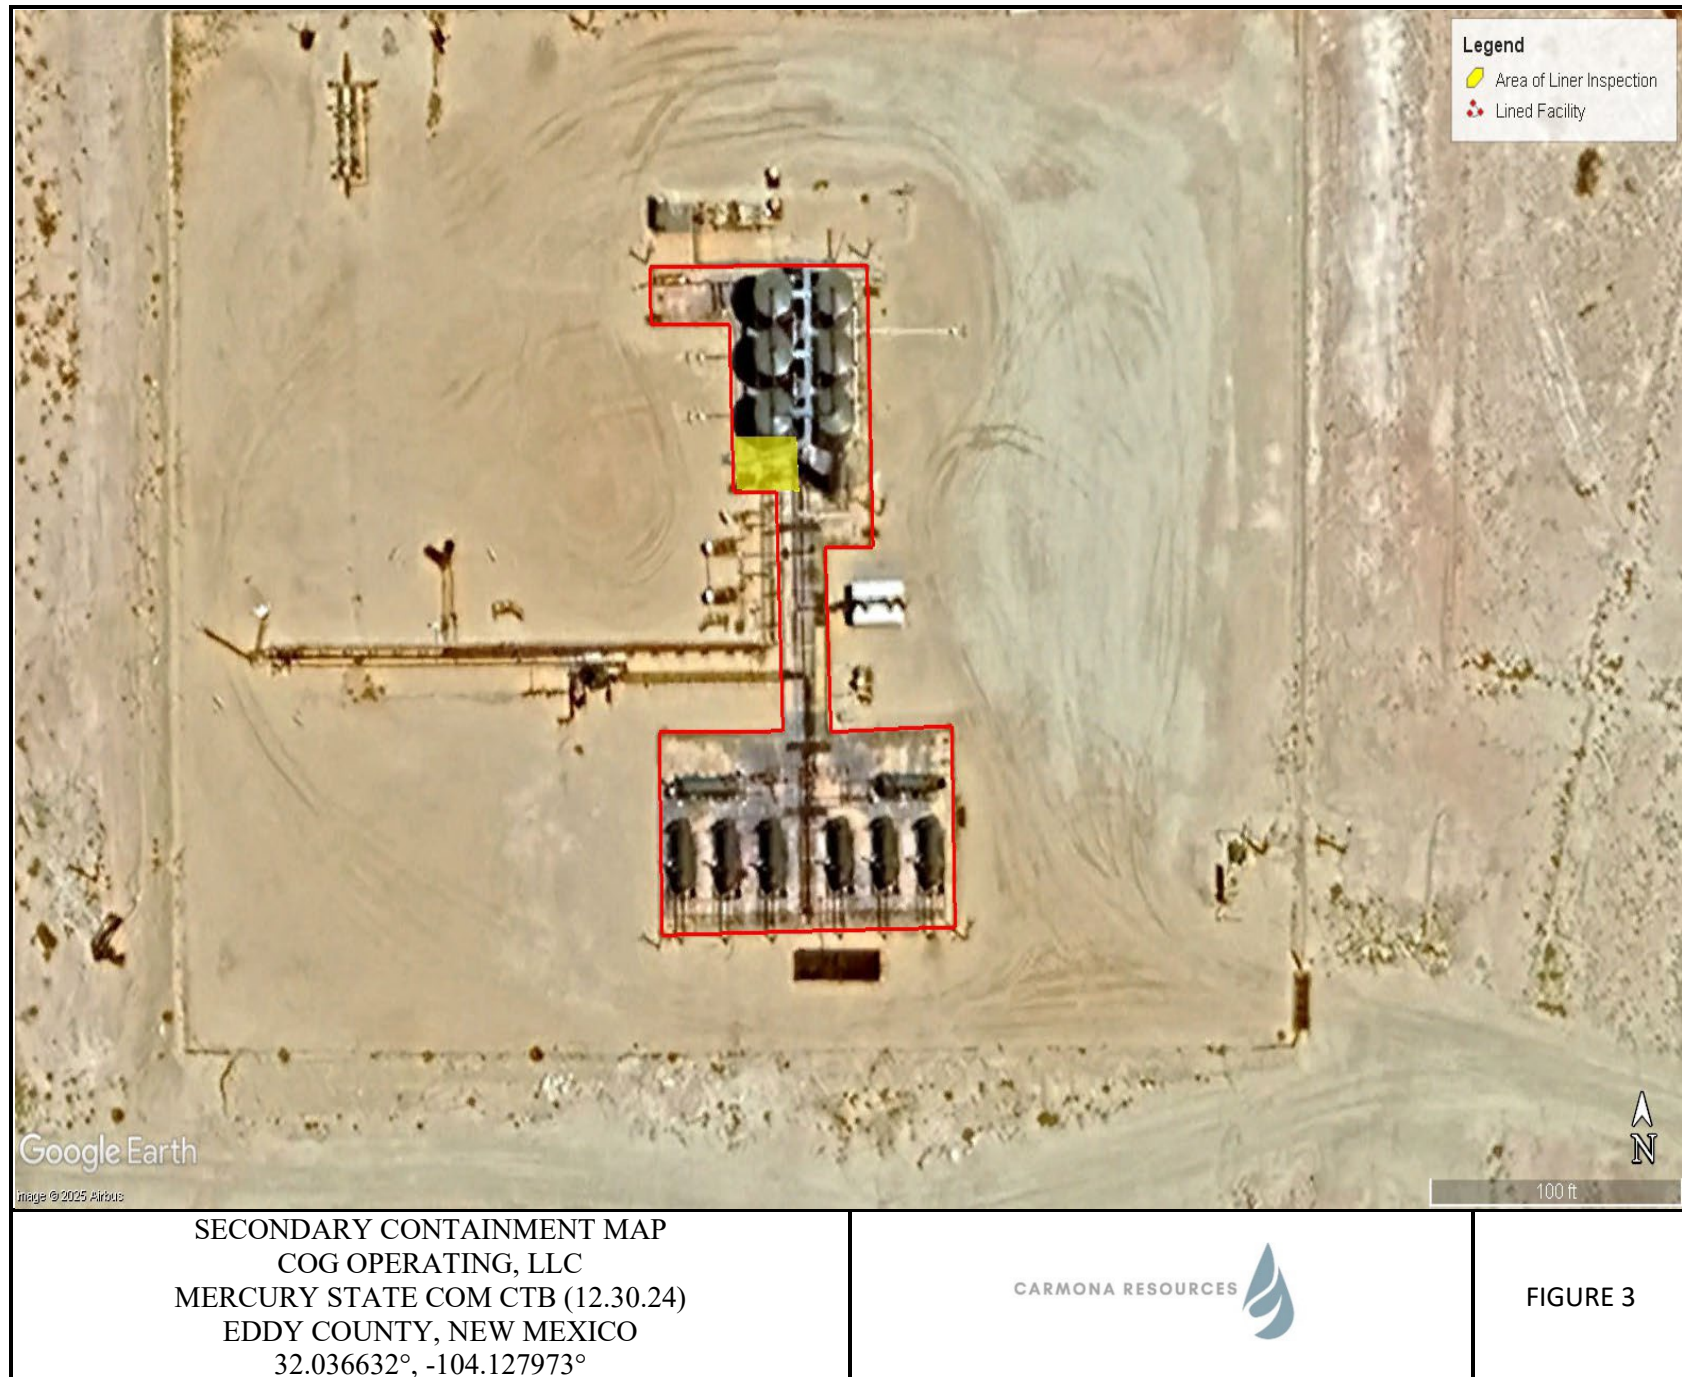 Legend
Area of Liner Inspection
Lined Facility
Google Earth
Image © 2025 Airbus
N
100 ft
SECONDARY CONTAINMENT MAP
COG OPERATING, LLC
MERCURY STATE COM CTB (12.30.24)
EDDY COUNTY, NEW MEXICO
32.036632°, -104.127973°
CARMONA RESOURCES
FIGURE 3